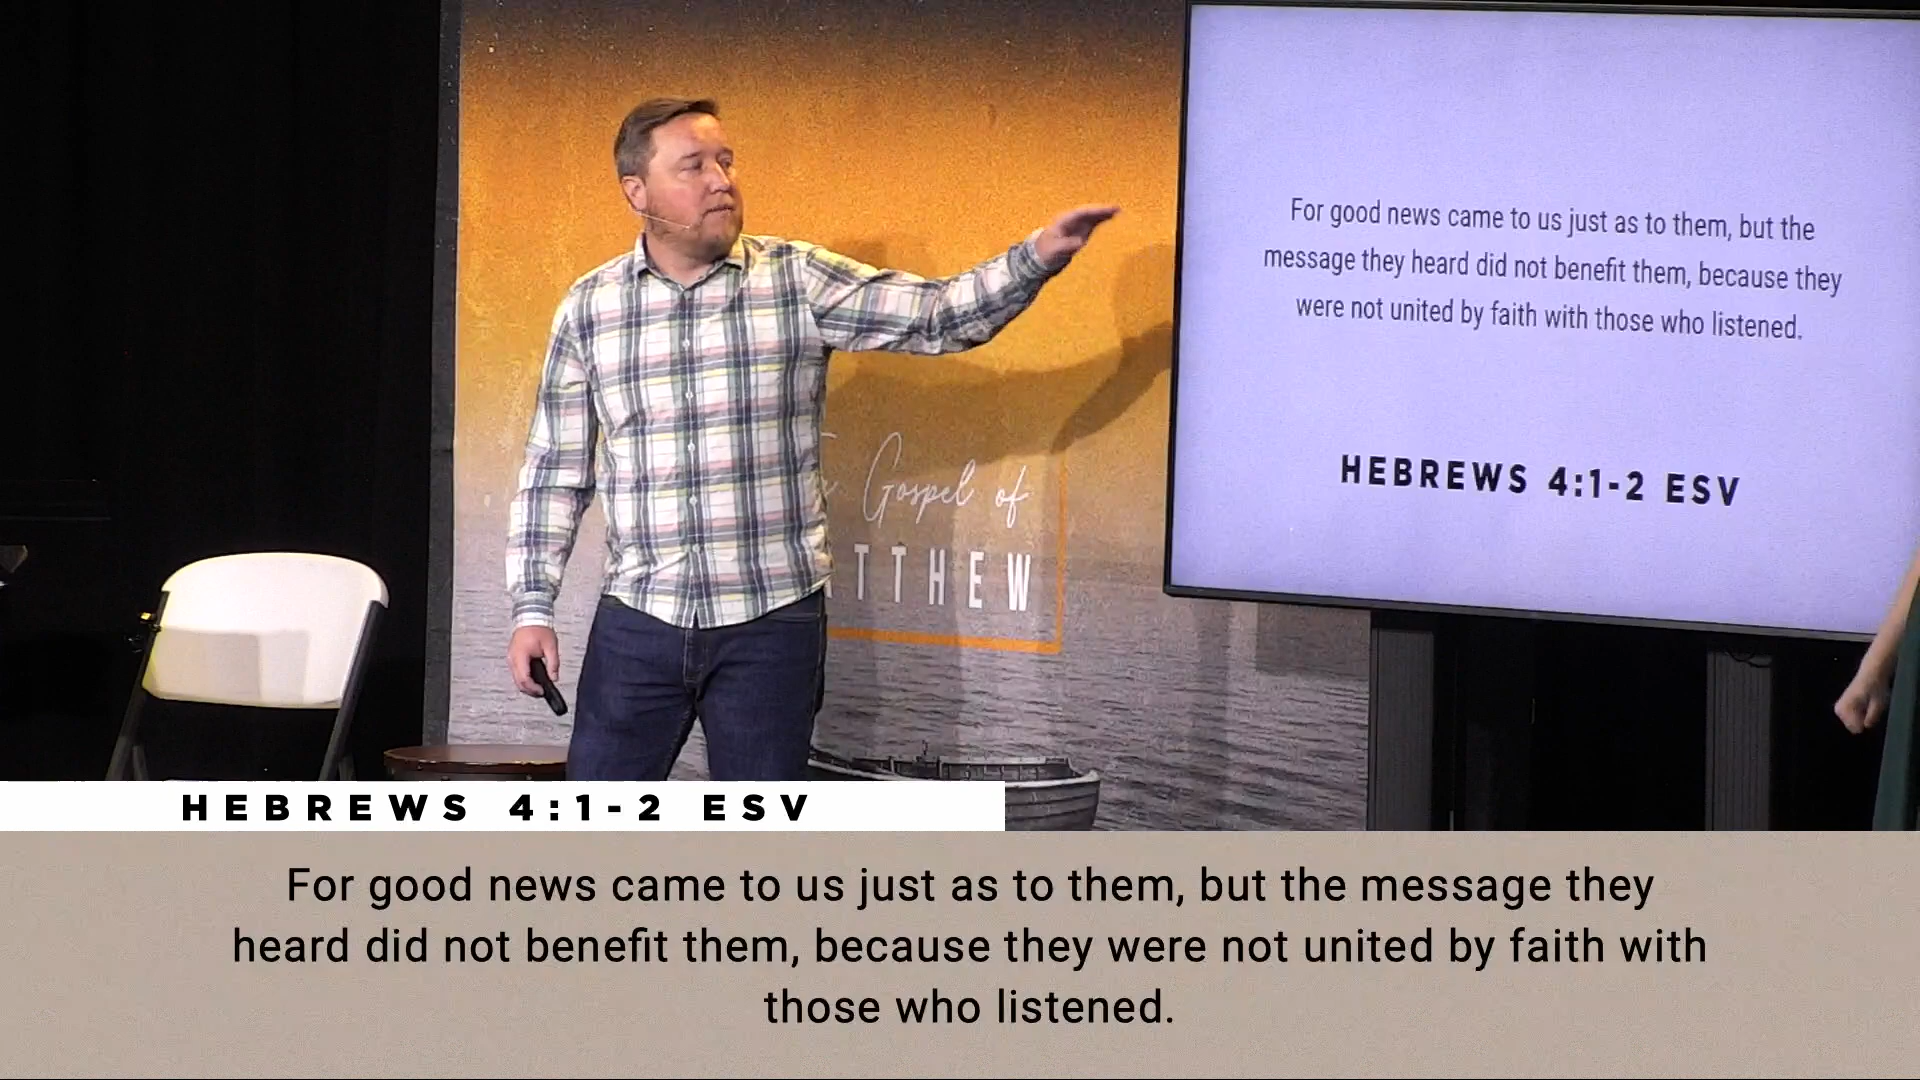 For good news came to us just as to them, but the
message they heard did not benefit them, because they
were not united by faith with those who listened.
HEBREWS 4:1-2 ESV
Gospel of
TTHEW
HEBREWS 4:1-2 ESV
For good news came to us just as to them, but the message they
heard did not benefit them, because they were not united by faith with
those who listened.